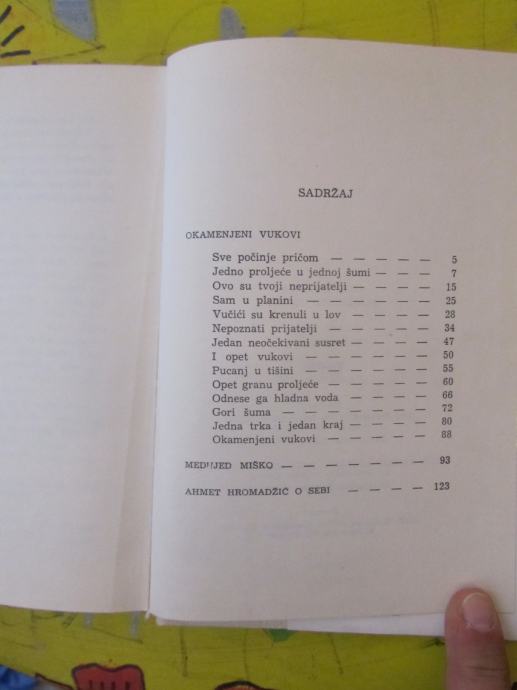 SADRŽAJ
OKAMENJENI VUKOVI
Sve počinje pričom — — — — — 5
Jedno proljeće u jednoj šumi — — — 7
Ovo su tvoji neprijatelji — — — — 15
Sam u planini — — — — — — 25
Vučići su krenuli u lov — — — — 28
Nepoznati prijatelji — — — — — 34
Jedan neočekivani susret — — — — 47
I opet vukovi — — — — — — 50
Pucanj u tišini — — — — — — 55
Opet granu proljeće — — — — — 60
Odnese ga hladna voda — — — — 66
Gori šuma — — — — — — — 72
Jedna trka i jedan kraj — — — — 80
Okamenjeni vukovi — — — — — 88
MEDVJED MIŠKO — — — — — — 93
AHMET HROMADŽIĆ O SEBI — — — — 123